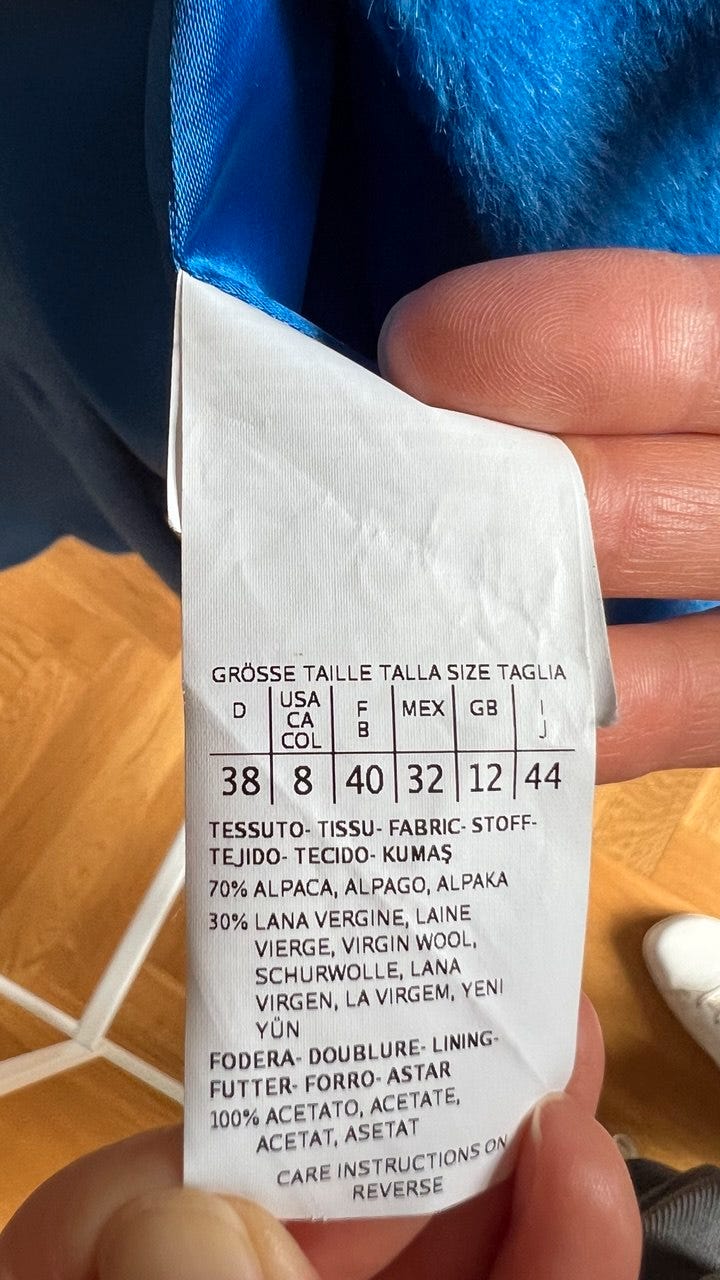 GRÖSSE TAILLE TALLA SIZE TAGLIA
D USA CA COL F B MEX GB I J
38 8 40 32 12 44
TESSUTO- TISSU- FABRIC- STOFF-
TEJIDO- TECIDO- KUMAŞ
70% ALPACA, ALPAGO, ALPAKA
30% LANA VERGINE, LAINE
VIERGE, VIRGIN WOOL,
SCHURWOLLE, LANA
VIRGEN, LA VIRGEM, YENI
YÜN
FODERA- DOUBLURE- LINING-
FUTTER- FORRO- ASTAR
100% ACETATO, ACETATE,
ACETAT, ASETAT
CARE INSTRUCTIONS ON
REVERSE